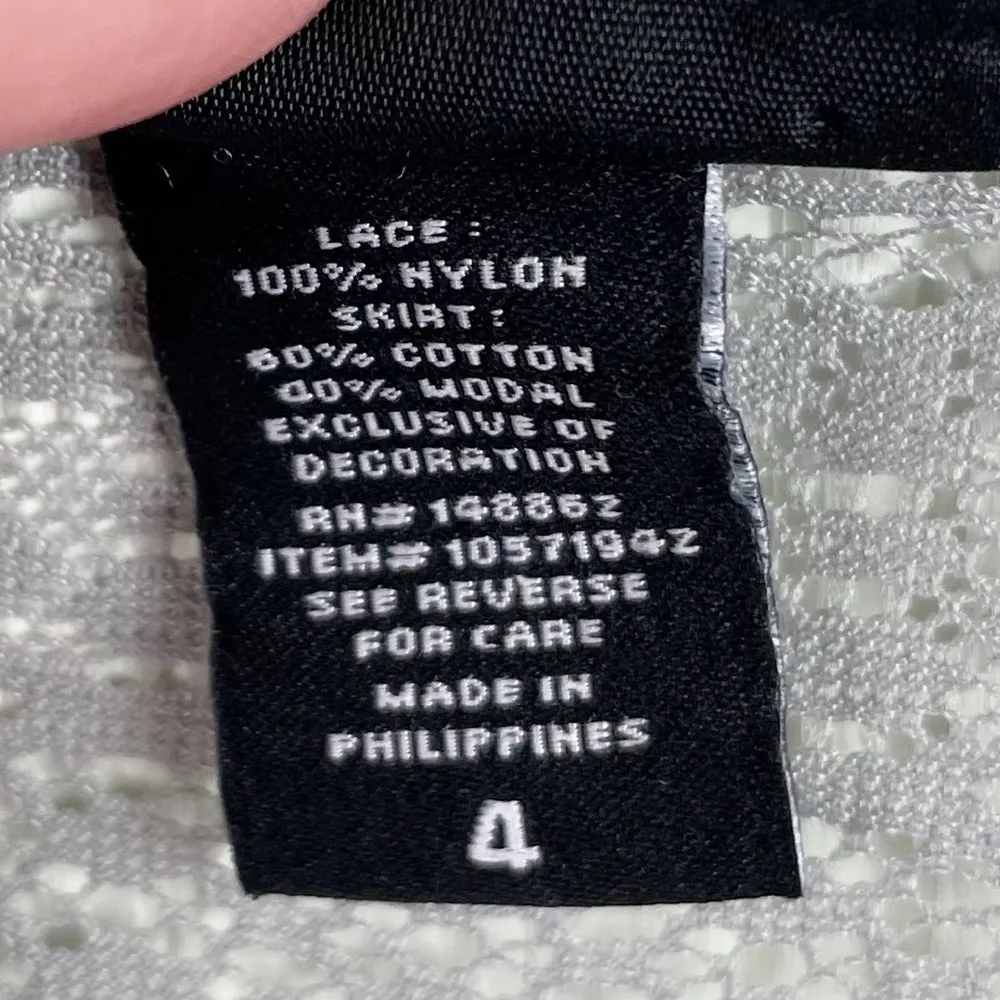 LACE:
100% NYLON
SKIRT:
60% COTTON
40% MODAL
EXCLUSIVE OF
DECORATION
RN# 148862
ITEM# 10571942
SEE REVERSE
FOR CARE
MADE IN
PHILIPPINES
4